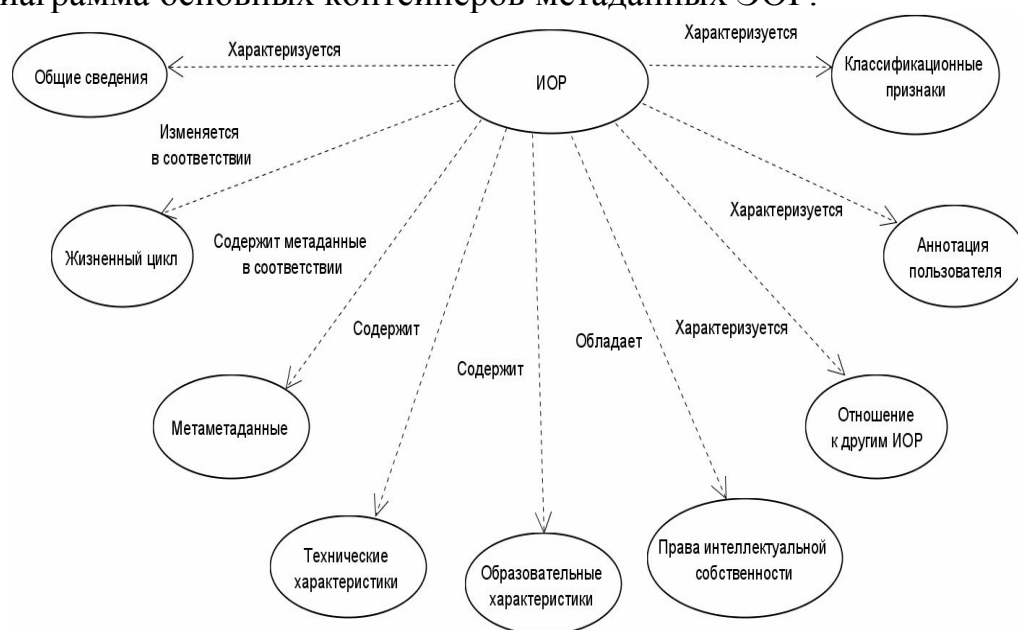 иаграмма основных контейнеров метаданных ЭОР:
Характеризуется
Характеризуется
Общие сведения
ИОР
Классификационные
признаки
Изменяется
в соответствии
Характеризуется
Жизненный цикл
Содержит метаданные
в соответствии
Аннотация
пользователя
Содержит
Содержит
Обладает
Характеризуется
Метаметаданные
Отношение
к другим ИОР
Технические
характеристики
Образовательные
характеристики
Права интеллектуальной
собственности